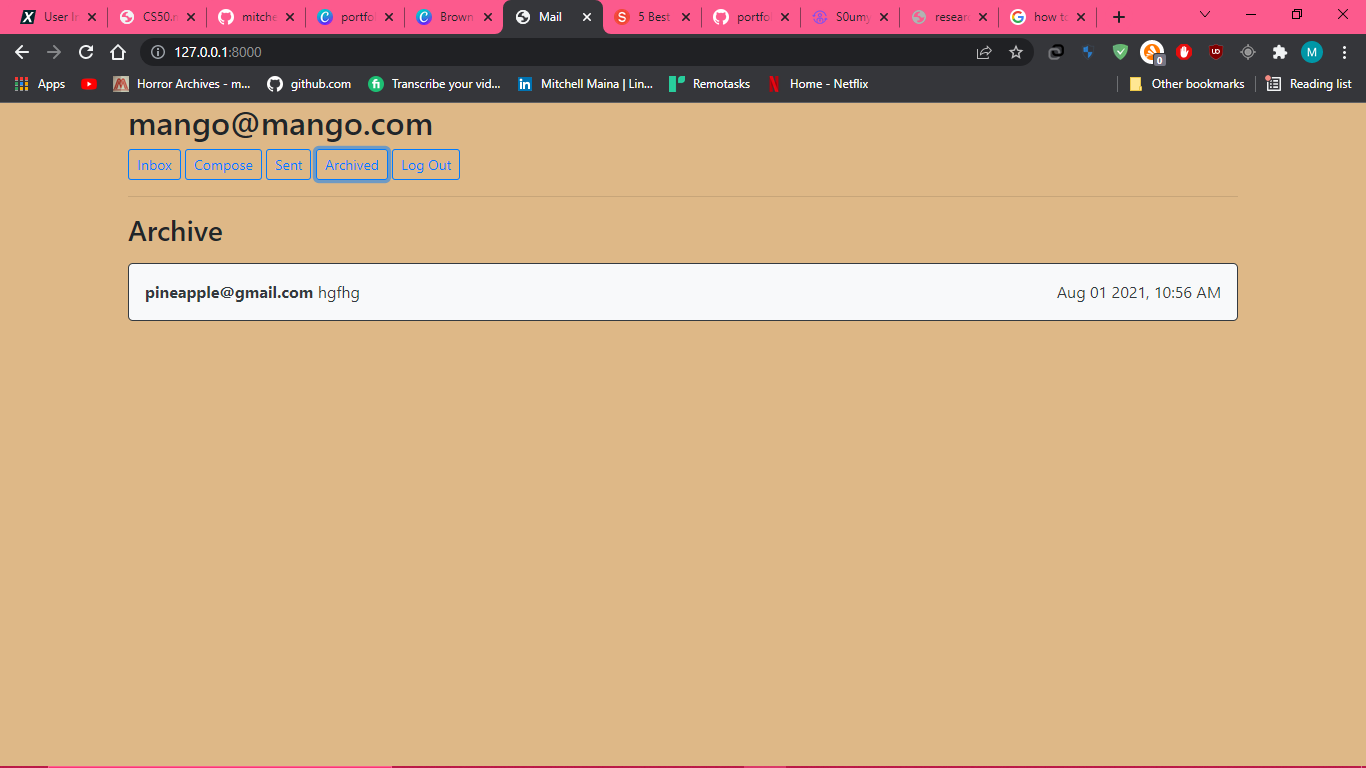 User In CS50.n mitche portfo Brown Mail 5 Best portfo S0umy resear how to
127.0.0.1:8000 0 M
Apps Horror Archives - m... github.com Transcribe your vid... Mitchell Maina | Lin... Remotasks Home - Netflix Other bookmarks Reading list
mango@mango.com
Inbox Compose Sent Archived Log Out
Archive
pineapple@gmail.com hgfhg Aug 01 2021, 10:56 AM